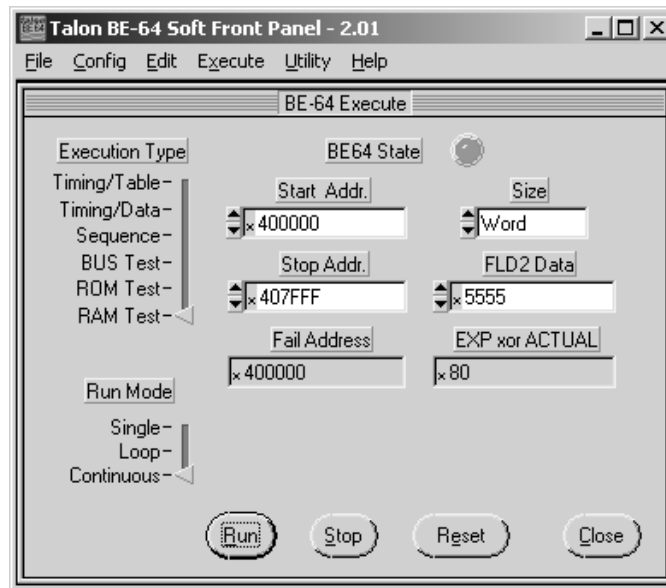 Talon BE-64 Soft Front Panel - 2.01
File Config Edit Execute Utility Help
BE-64 Execute
Execution Type
Timing/Table
Timing/Data
Sequence
BUS Test
ROM Test
RAM Test
Run Mode
Single
Loop
Continuous
BE64 State
Start Addr.
x 400000
Size
Word
Stop Addr.
x 407FFF
FLD2 Data
x 5555
Fail Address
x 400000
EXP xor ACTUAL
x 80
Run Stop Reset Close